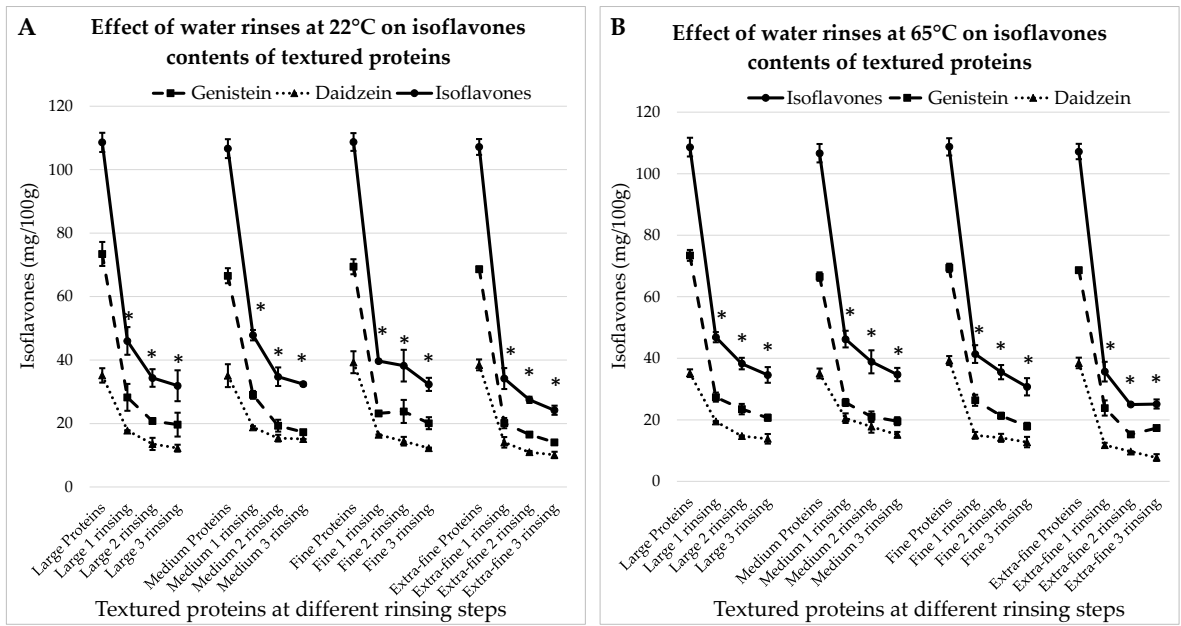 A
Effect of water rinses at 22°C on isoflavones
contents of textured proteins
Genistein Daidzein Isoflavones
Isoflavones (mg/100g)
120
100
80
60
40
20
0
* * *
* * *
* * *
* * *
Large Proteins
Large 1 rinsing
Large 2 rinsing
Large 3 rinsing
Medium Proteins
Medium 1 rinsing
Medium 2 rinsing
Medium 3 rinsing
Fine Proteins
Fine 1 rinsing
Fine 2 rinsing
Fine 3 rinsing
Extra-fine Proteins
Extra-fine 1 rinsing
Extra-fine 2 rinsing
Extra-fine 3 rinsing
Textured proteins at different rinsing steps
B
Effect of water rinses at 65°C on isoflavones
contents of textured proteins
Isoflavones Genistein Daidzein
Isoflavones (mg/100g)
120
100
80
60
40
20
0
* * *
* * *
* * *
* * *
Large Proteins
Large 1 rinsing
Large 2 rinsing
Large 3 rinsing
Medium Proteins
Medium 1 rinsing
Medium 2 rinsing
Medium 3 rinsing
Fine Proteins
Fine 1 rinsing
Fine 2 rinsing
Fine 3 rinsing
Extra-fine Proteins
Extra-fine 1 rinsing
Extra-fine 2 rinsing
Extra-fine 3 rinsing
Textured proteins at different rinsing steps